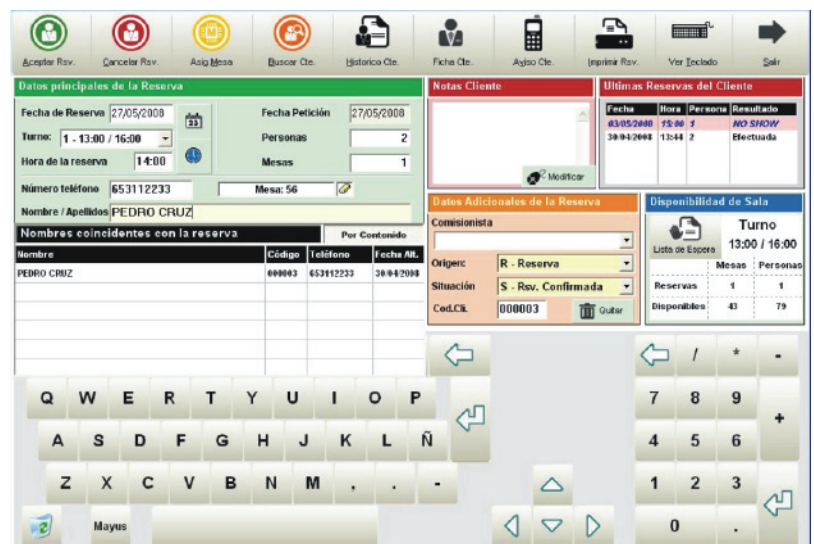 Aceptar Rsv. Cancelar Rsv. Asig.Mesa Buscar Cte. Historico Cte. Ficha Cte. Aviso Cte. Imprimir Rsv. Ver Teclado Salir
Datos principales de la Reserva
Fecha de Reserva 27/05/2008 23 Fecha Petición 27/05/2008
Turno: 1 - 13:00 / 16:00 Personas 2
Hora de la reserva 14:00 Mesas 1
Número teléfono 653112233 Mesa: 56
Nombre / Apellidos PEDRO CRUZ
Nombres coincidentes con la reserva Por Contenido
Nombre Código Teléfono Fecha Alt.
PEDRO CRUZ 000003 653112233 30/04/2008
Notas Cliente
Modificar
Ultimas Reservas del Cliente
Fecha Hora Persona Resultado
03/05/2008 15:00 1 NO SHOW
30/04/2008 13:44 2 Efectuada
Datos Adicionales de la Reserva
Comisionista
Origen: R - Reserva
Situación S - Rsv. Confirmada
Cod.Cli. 000003 Quitar
Disponibilidad de Sala
Lista de Espera Turno
13:00 / 16:00
Mesas Personas
Reservas 1 1
Disponibles 43 79
/ * -
Q W E R T Y U I O P 7 8 9
+
A S D F G H J K L Ñ 4 5 6
Z X C V B N M , . - 1 2 3
Mayus 0 .